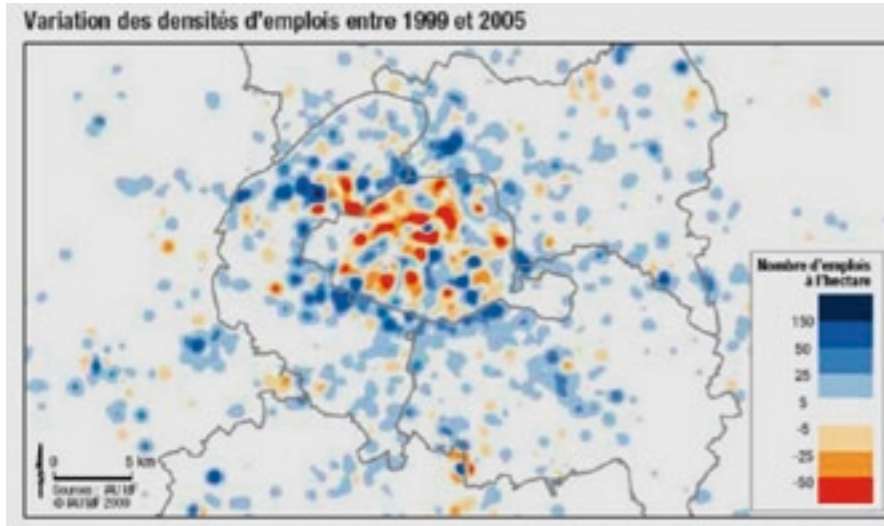 Variation des densités d'emplois entre 1999 et 2005
Nombre d'emplois
à l'hectare
150
50
25
5
-5
-25
-50
0 5 km
Sources : IAU îdF
© IAU îdF 2009